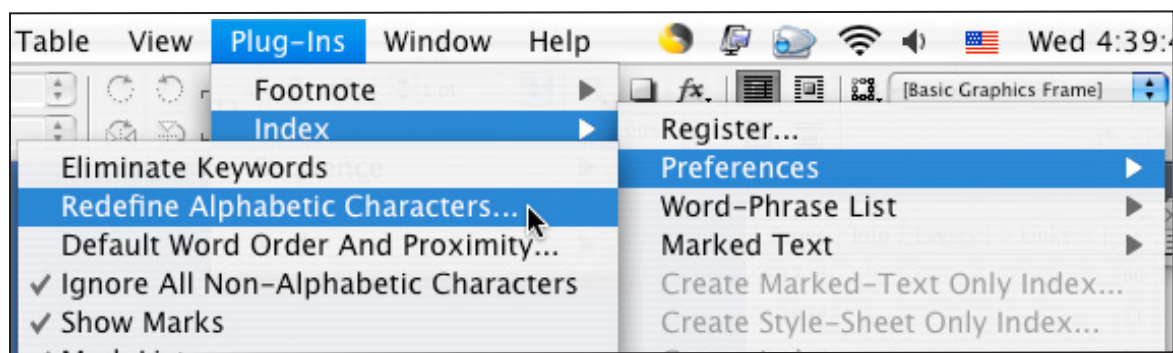 Table View Plug-Ins Window Help Wed 4:39:
Footnote
fx. [Basic Graphics Frame]
Index
Register...
Eliminate Keywords
Preferences
Redefine Alphabetic Characters...
Word-Phrase List
Default Word Order And Proximity...
Marked Text
✓ Ignore All Non-Alphabetic Characters
Create Marked-Text Only Index...
✓ Show Marks
Create Style-Sheet Only Index...